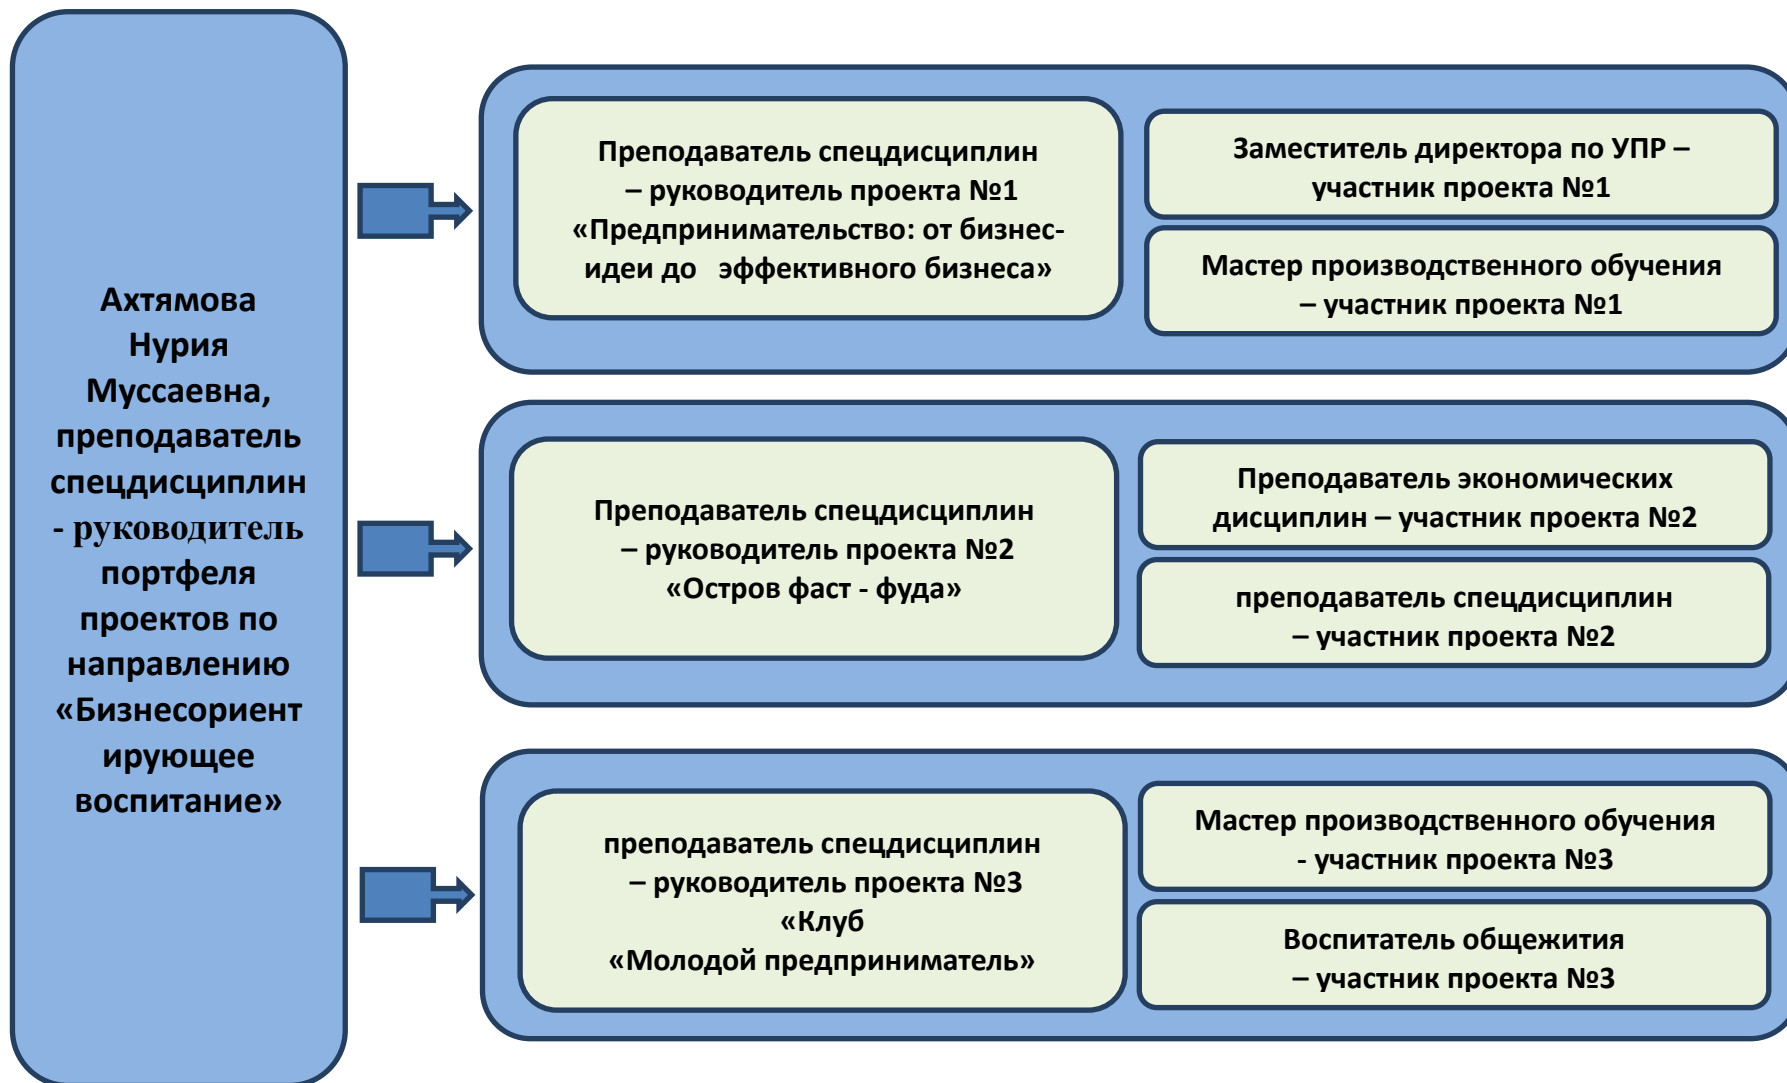 Ахтямова
Нурия
Муссаевна,
преподаватель
спецдисциплин
- руководитель
портфеля
проектов по
направлению
«Бизнесориент
ирующее
воспитание»
Преподаватель спецдисциплин
– руководитель проекта №1
«Предпринимательство: от бизнес-
идеи до эффективного бизнеса»
Заместитель директора по УПР –
участник проекта №1
Мастер производственного обучения
– участник проекта №1
Преподаватель спецдисциплин
– руководитель проекта №2
«Остров фаст - фуда»
Преподаватель экономических
дисциплин – участник проекта №2
преподаватель спецдисциплин
– участник проекта №2
преподаватель спецдисциплин
– руководитель проекта №3
«Клуб
«Молодой предприниматель»
Мастер производственного обучения
- участник проекта №3
Воспитатель общежития
– участник проекта №3